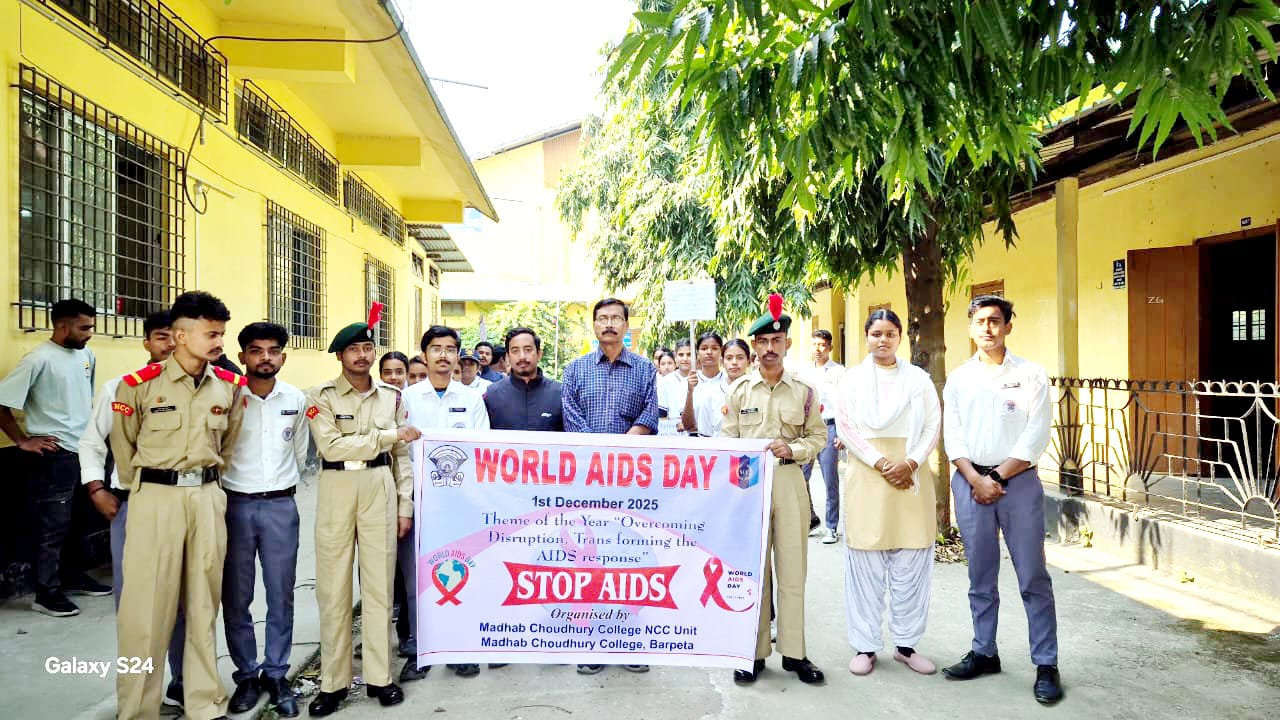 WORLD AIDS DAY
1st December 2025
Theme of the Year "Overcoming
Disruption, Trans forming the
AIDS response"
WORLD AIDS DAY
STOP AIDS
WORLD
AIDS
DAY
Organised by
Madhab Choudhury College NCC Unit
Madhab Choudhury College, Barpeta
NCC
Galaxy S24